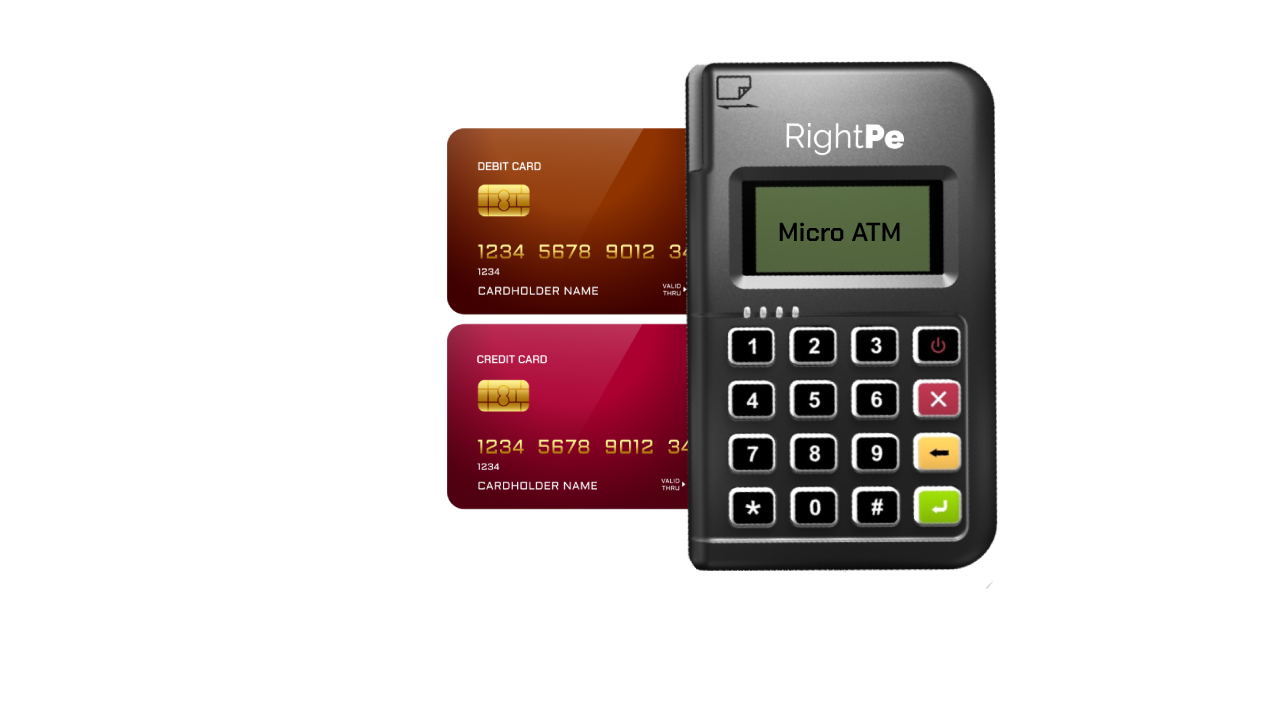 DEBIT CARD
1234 5678 9012 34
1234
CARDHOLDER NAME
VALID
THRU
CREDIT CARD
1234 5678 9012 34
1234
CARDHOLDER NAME
VALID
THRU
RightPe
Micro ATM
1 2 3
4 5 6
7 8 9
* 0 #